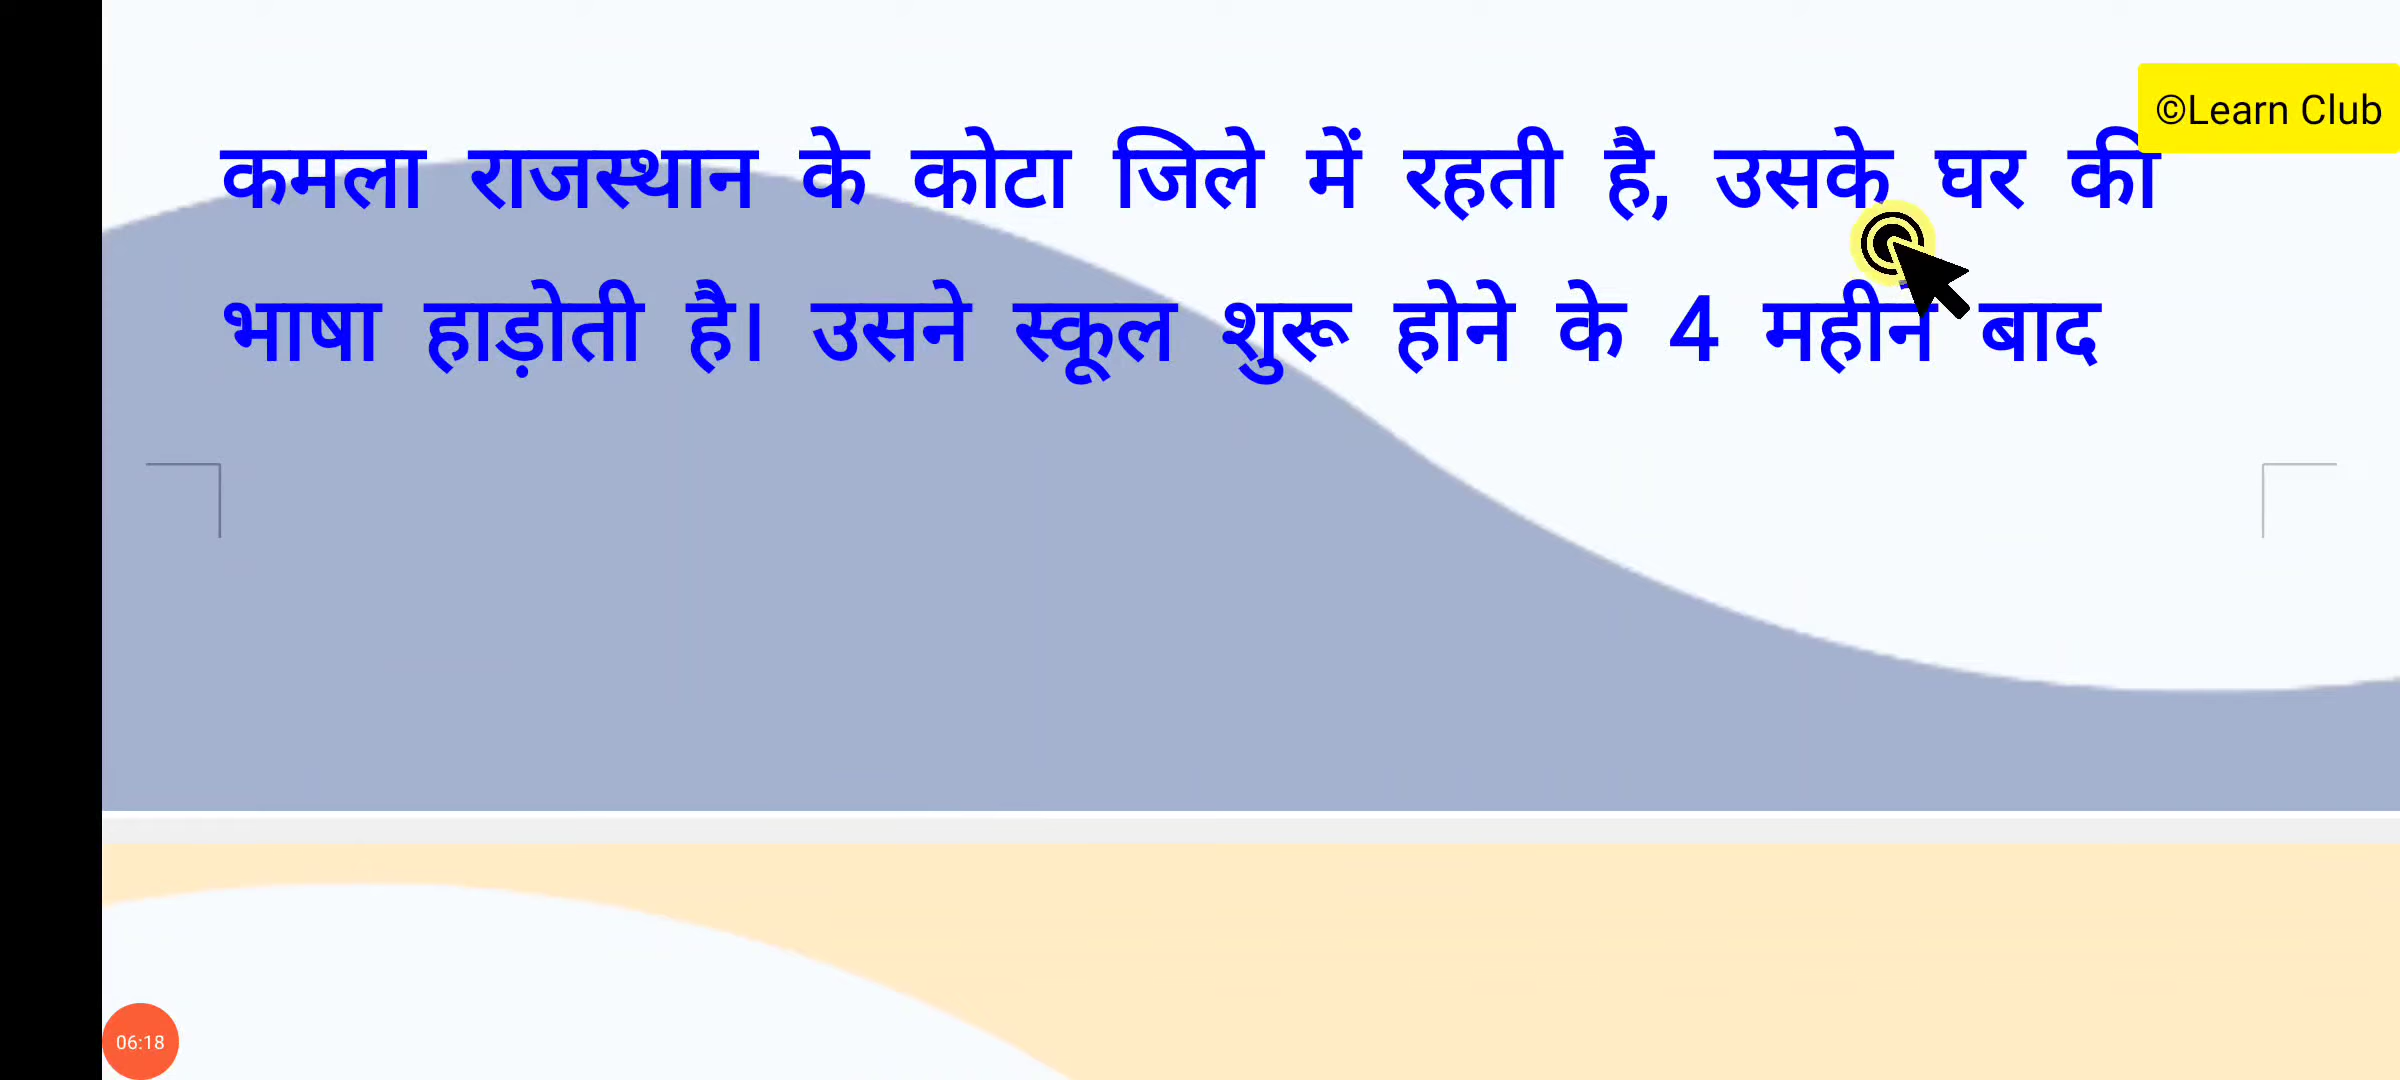 ©Learn Club
कमला राजस्थान के कोटा जिले में रहती है, उसके घर की
भाषा हाड़ोती है। उसने स्कूल शुरू होने के 4 महीने बाद
06:18